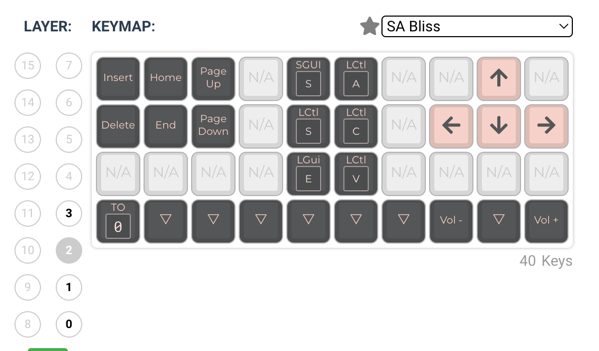 LAYER: KEYMAP: SA Bliss
15 7
14 6
13 5
12 4
11 3
10 2
9 1
8 0
Insert Home Page Up N/A SGUI S LCtl A N/A N/A ↑ N/A
Delete End Page Down N/A LCtl S LCtl C N/A ← ↓ →
N/A N/A N/A N/A LGui E LCtl V N/A N/A N/A N/A
TO 0 ▽ ▽ ▽ ▽ ▽ ▽ Vol - ▽ Vol +
40 Keys